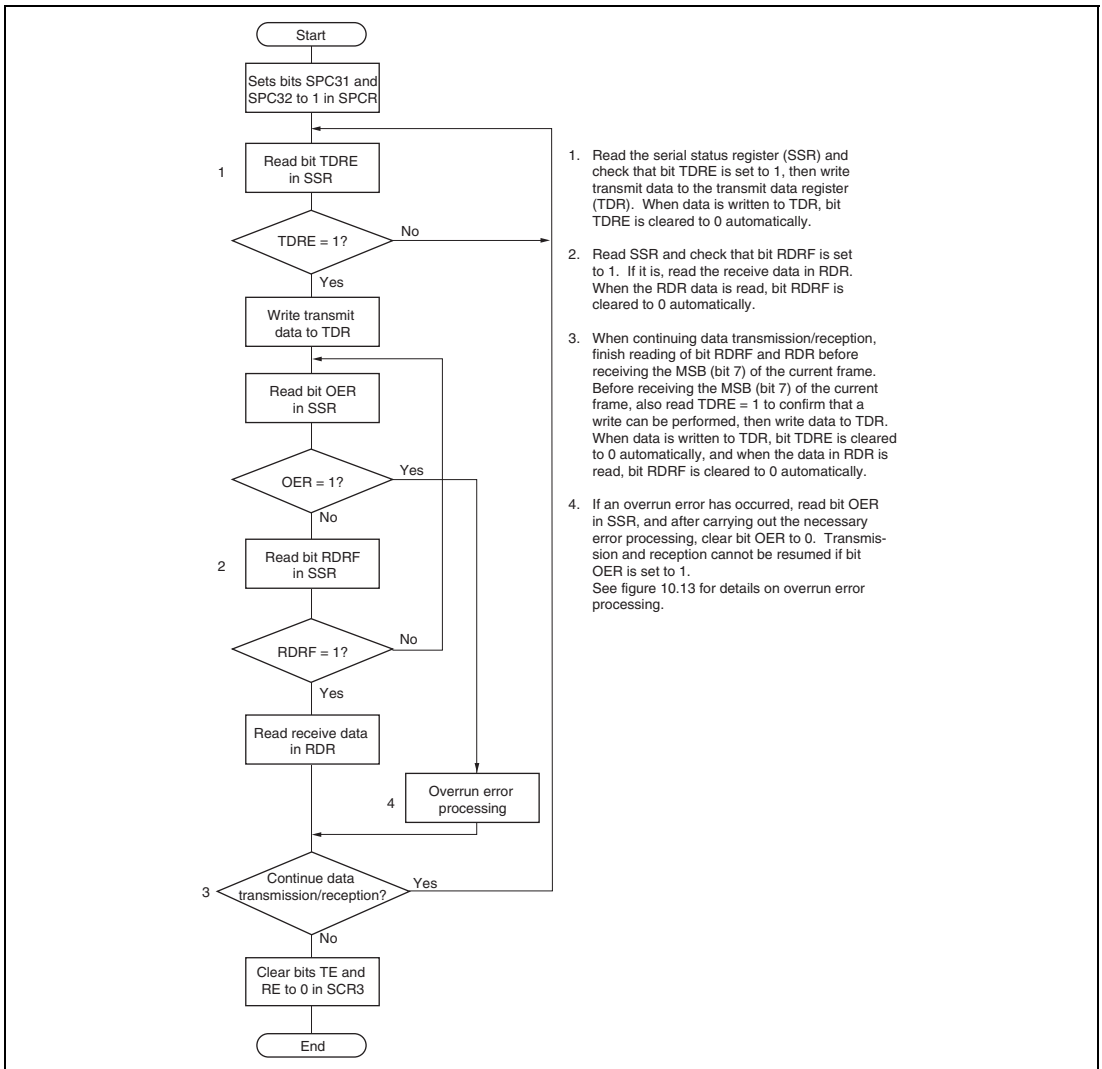 Start
Sets bits SPC31 and
SPC32 to 1 in SPCR
1
Read bit TDRE
in SSR
TDRE = 1?
No
Yes
Write transmit
data to TDR
Read bit OER
in SSR
OER = 1?
Yes
No
2
Read bit RDRF
in SSR
RDRF = 1?
No
Yes
Read receive data
in RDR
4
Overrun error
processing
3
Continue data
transmission/reception?
Yes
No
Clear bits TE and
RE to 0 in SCR3
End
1. Read the serial status register (SSR) and
check that bit TDRE is set to 1, then write
transmit data to the transmit data register
(TDR). When data is written to TDR, bit
TDRE is cleared to 0 automatically.
2. Read SSR and check that bit RDRF is set
to 1. If it is, read the receive data in RDR.
When the RDR data is read, bit RDRF is
cleared to 0 automatically.
3. When continuing data transmission/reception,
finish reading of bit RDRF and RDR before
receiving the MSB (bit 7) of the current frame.
Before receiving the MSB (bit 7) of the current
frame, also read TDRE = 1 to confirm that a
write can be performed, then write data to TDR.
When data is written to TDR, bit TDRE is cleared
to 0 automatically, and when the data in RDR is
read, bit RDRF is cleared to 0 automatically.
4. If an overrun error has occurred, read bit OER
in SSR, and after carrying out the necessary
error processing, clear bit OER to 0. Transmis-
sion and reception cannot be resumed if bit
OER is set to 1.
See figure 10.13 for details on overrun error
processing.